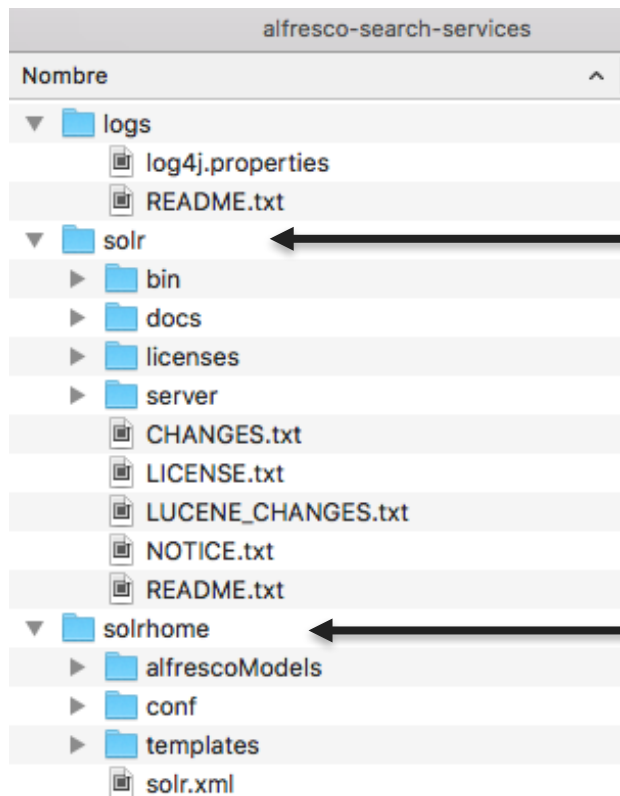 alfresco-search-services
Nombre
logs
log4j.properties
README.txt
solr
bin
docs
licenses
server
CHANGES.txt
LICENSE.txt
LUCENE_CHANGES.txt
NOTICE.txt
README.txt
solrhome
alfrescoModels
conf
templates
solr.xml